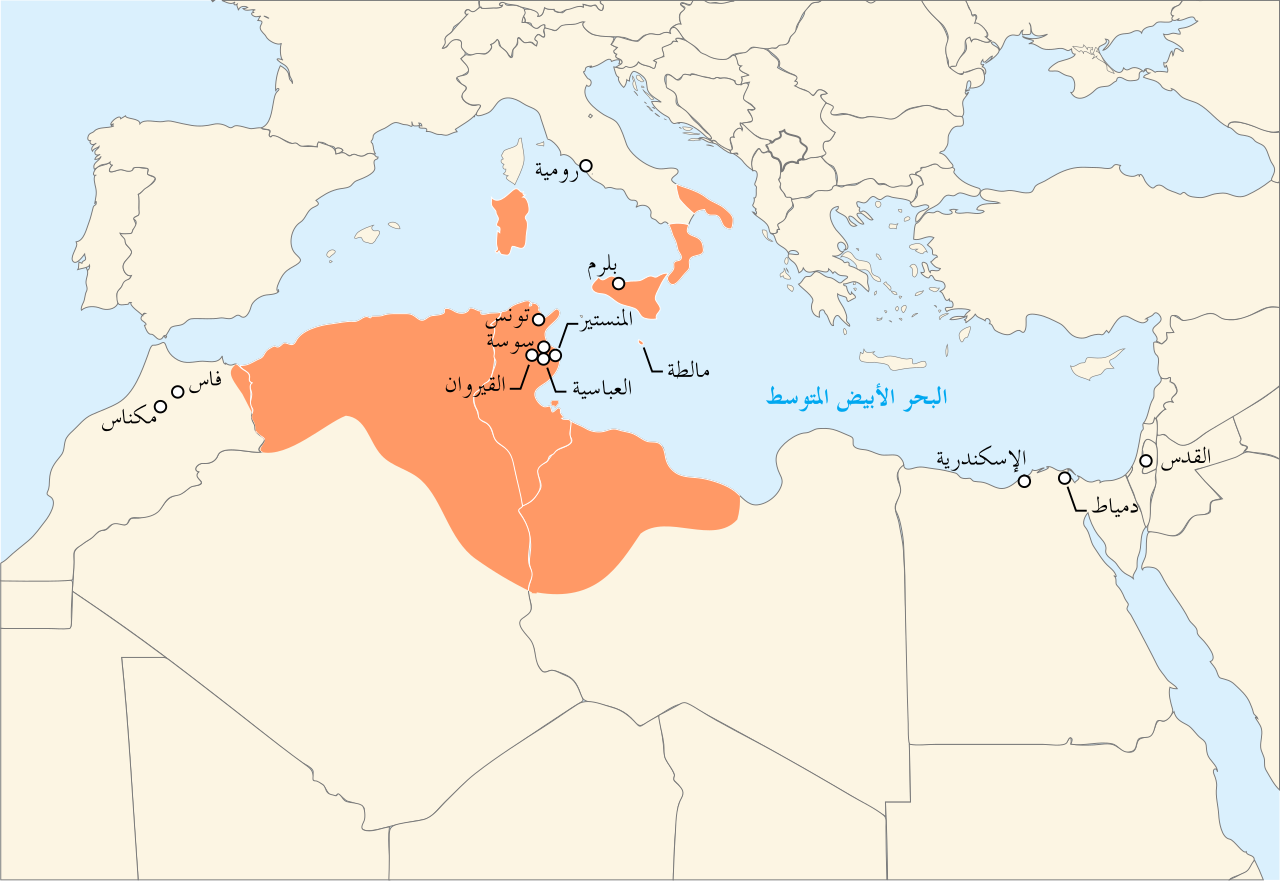 رومية
بلرم
تونس
المنستير
سوسة
مالطة
فاس
القيروان
العباسية
مكناس
البحر الأبيض المتوسط
الإسكندرية
القدس
دمياط